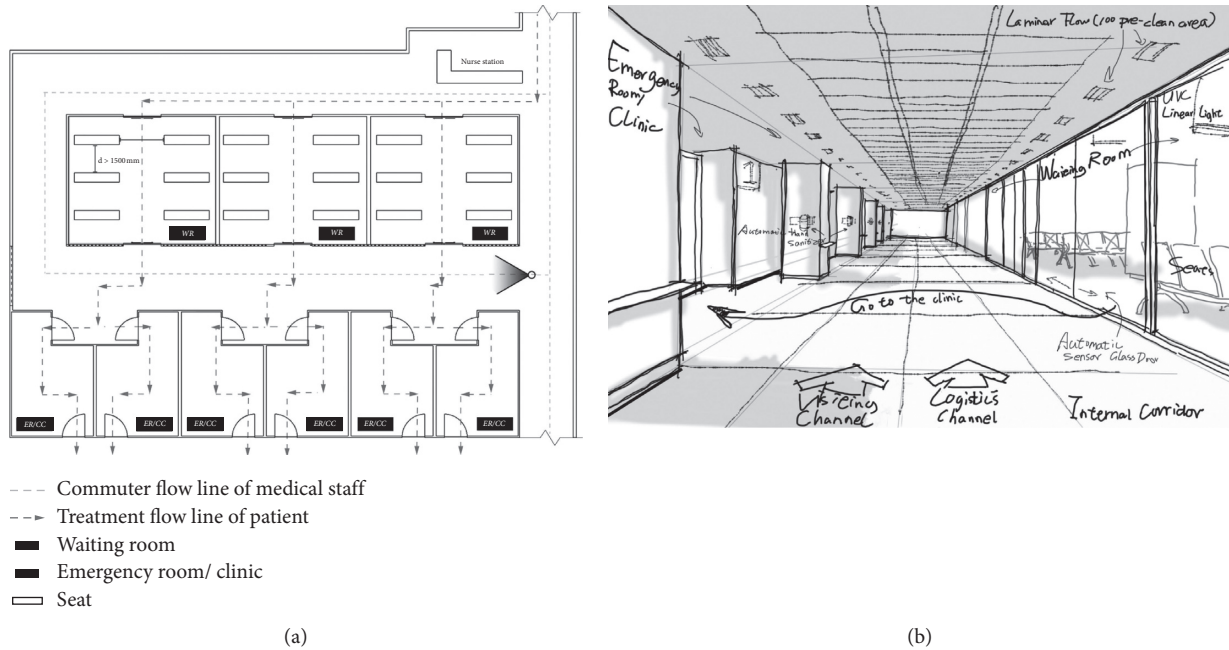 Nurse station
d > 1500 mm
WR
WR
WR
ER/CC
ER/CC
ER/CC
ER/CC
ER/CC
ER/CC
Commuter flow line of medical staff
Treatment flow line of patient
Waiting room
Emergency room/ clinic
Seat
(a)
Laminar Flow (100 pre-clean area)
Emergency
Room/
Clinic
UVC
Linear Light
Waiting Room
Automatic Hand
Sanitizer
Seats
Go to the clinic
Automatic
Sensor Glass Door
Visiting
Channel
Logistics
Channel
Internal Corridor
(b)